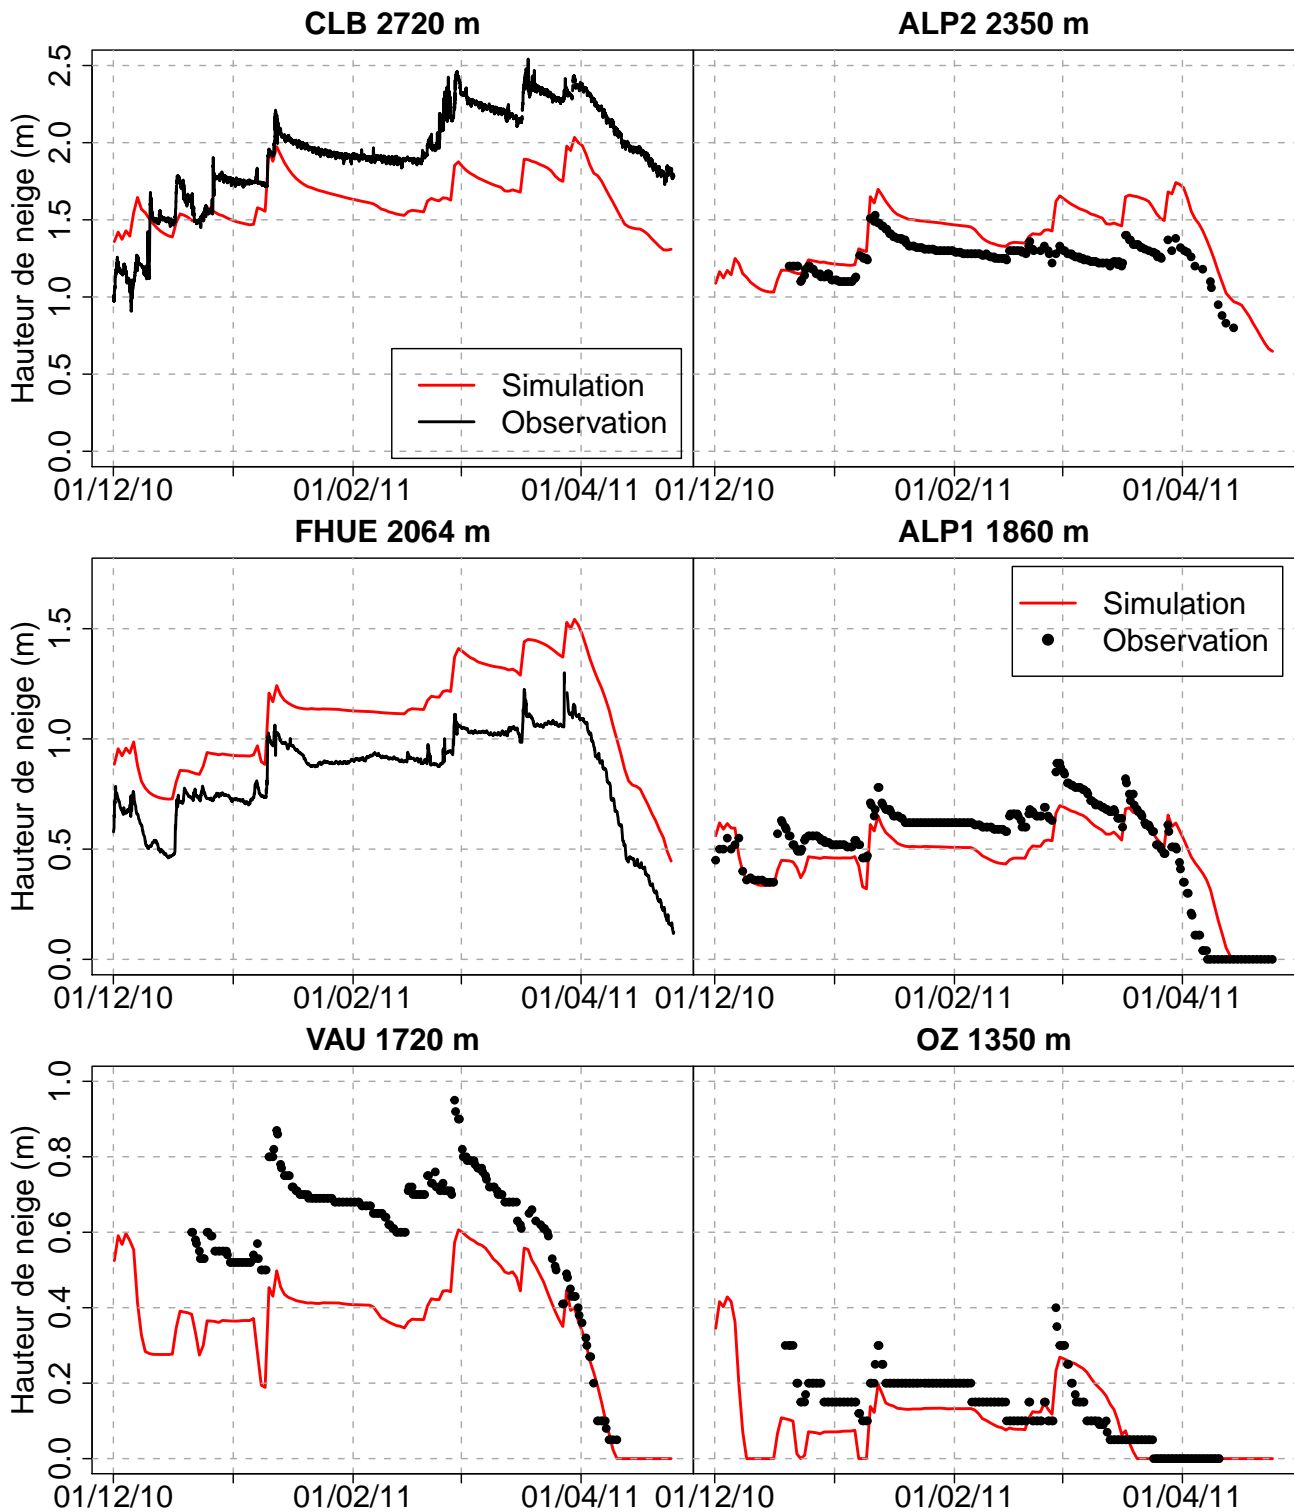 CLB 2720 m
ALP2 2350 m
Hauteur de neige (m)
0.0 0.5 1.0 1.5 2.0 2.5
Simulation
Observation
01/12/10 01/02/11 01/04/11 01/12/10 01/02/11 01/04/11
FHUE 2064 m
ALP1 1860 m
Hauteur de neige (m)
0.0 0.5 1.0 1.5
Simulation
Observation
01/12/10 01/02/11 01/04/11 01/12/10 01/02/11 01/04/11
VAU 1720 m
OZ 1350 m
Hauteur de neige (m)
0.0 0.2 0.4 0.6 0.8 1.0
01/12/10 01/02/11 01/04/11 01/12/10 01/02/11 01/04/11